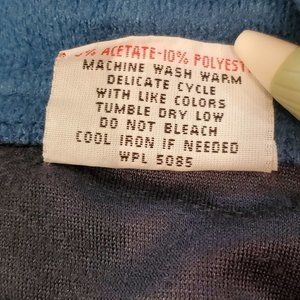 % ACETATE-10% POLYEST
MACHINE WASH WARM
DELICATE CYCLE
WITH LIKE COLORS
TUMBLE DRY LOW
DO NOT BLEACH
COOL IRON IF NEEDED
WPL 5085